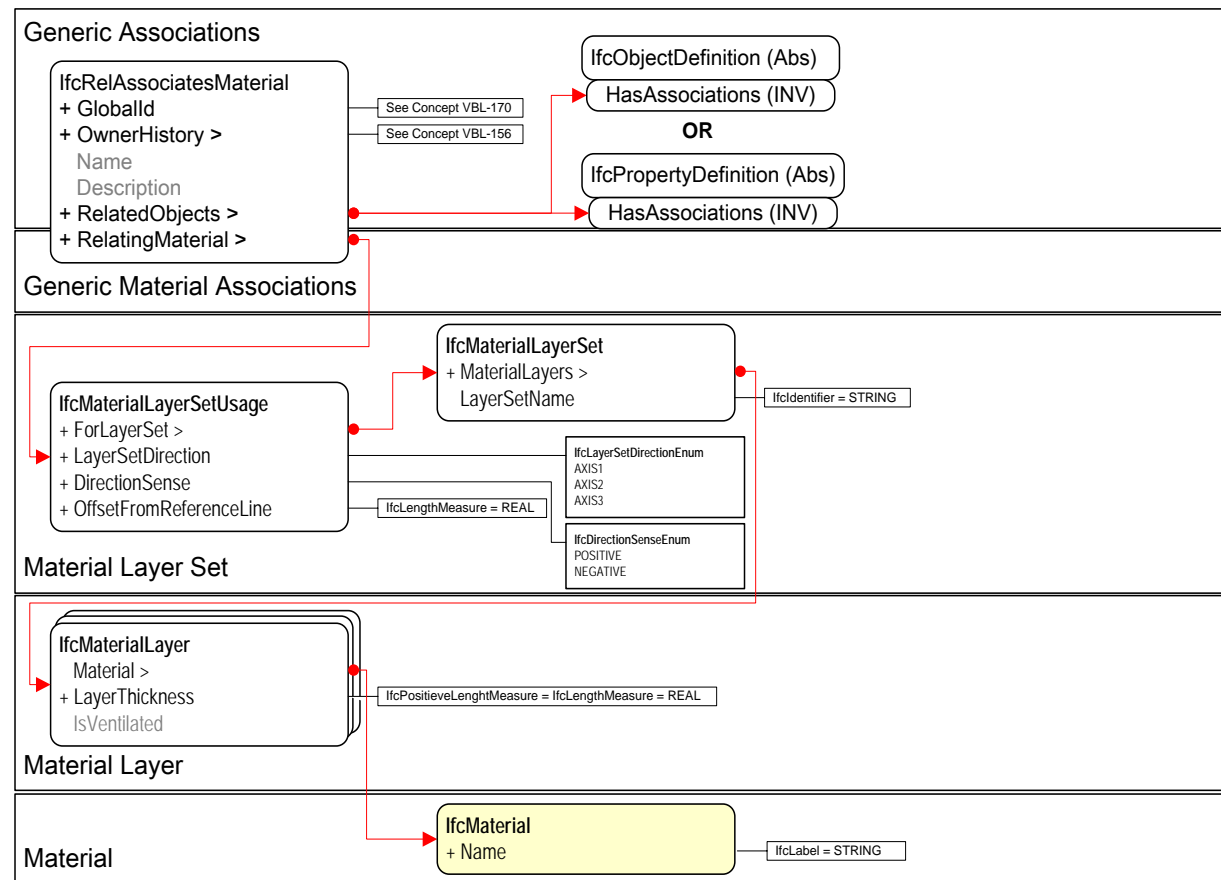 Generic Associations
IfcRelAssociatesMaterial
+ GlobalId
+ OwnerHistory >
Name
Description
+ RelatedObjects >
+ RelatingMaterial >
See Concept VBL-170
See Concept VBL-156
IfcObjectDefinition (Abs)
HasAssociations (INV)
OR
IfcPropertyDefinition (Abs)
HasAssociations (INV)
Generic Material Associations
IfcMaterialLayerSet
+ MaterialLayers >
LayerSetName
IfcIdentifier = STRING
IfcMaterialLayerSetUsage
+ ForLayerSet >
+ LayerSetDirection
+ DirectionSense
+ OffsetFromReferenceLine
IfcLengthMeasure = REAL
IfcLayerSetDirectionEnum
AXIS1
AXIS2
AXIS3
IfcDirectionSenseEnum
POSITIVE
NEGATIVE
Material Layer Set
IfcMaterialLayer
Material >
+ LayerThickness
IsVentilated
IfcPositieveLenghtMeasure = IfcLengthMeasure = REAL
Material Layer
IfcMaterial
+ Name
IfcLabel = STRING
Material